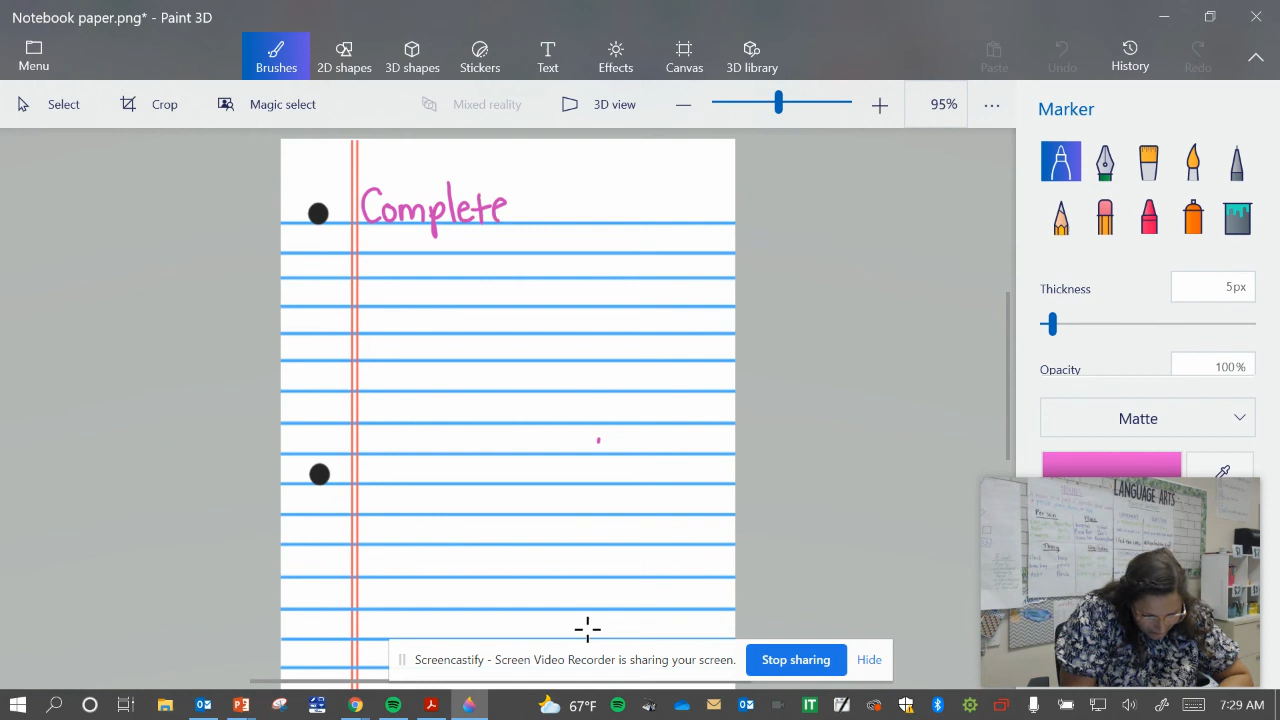 Notebook paper.png* - Paint 3D
Menu
Brushes
2D shapes
3D shapes
Stickers
Text
Effects
Canvas
3D library
Paste
Undo
History
Redo
Select
Crop
Magic select
Mixed reality
3D view
95%
Marker
Complete
Thickness
5px
Opacity
100%
Matte
LANGUAGE ARTS
Person
Screencastify - Screen Video Recorder is sharing your screen.
Stop sharing
Hide
67°F
7:29 AM